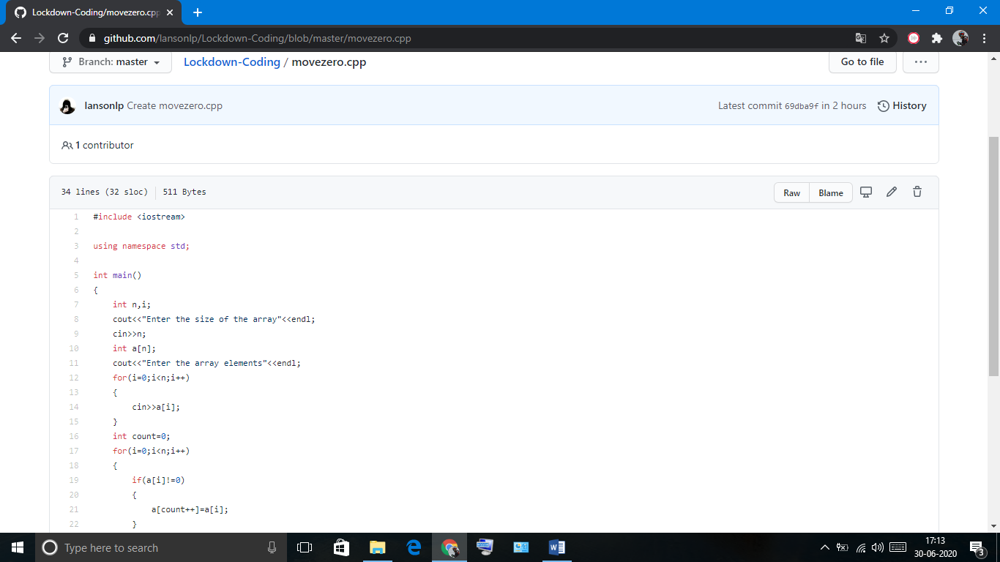 Lockdown-Coding/movezero.cpp
github.com/lansonlp/Lockdown-Coding/blob/master/movezero.cpp
Branch: master
Lockdown-Coding / movezero.cpp
Go to file
lansonlp Create movezero.cpp
Latest commit 69dba9f in 2 hours
History
1 contributor
34 lines (32 sloc) 511 Bytes
Raw Blame
1 #include <iostream>
2
3 using namespace std;
4
5 int main()
6 {
7 int n,i;
8 cout<<"Enter the size of the array"<<endl;
9 cin>>n;
10 int a[n];
11 cout<<"Enter the array elements"<<endl;
12 for(i=0;i<n;i++)
13 {
14 cin>>a[i];
15 }
16 int count=0;
17 for(i=0;i<n;i++)
18 {
19 if(a[i]!=0)
20 {
21 a[count++]=a[i];
22 }
Type here to search
17:13
30-06-2020
3